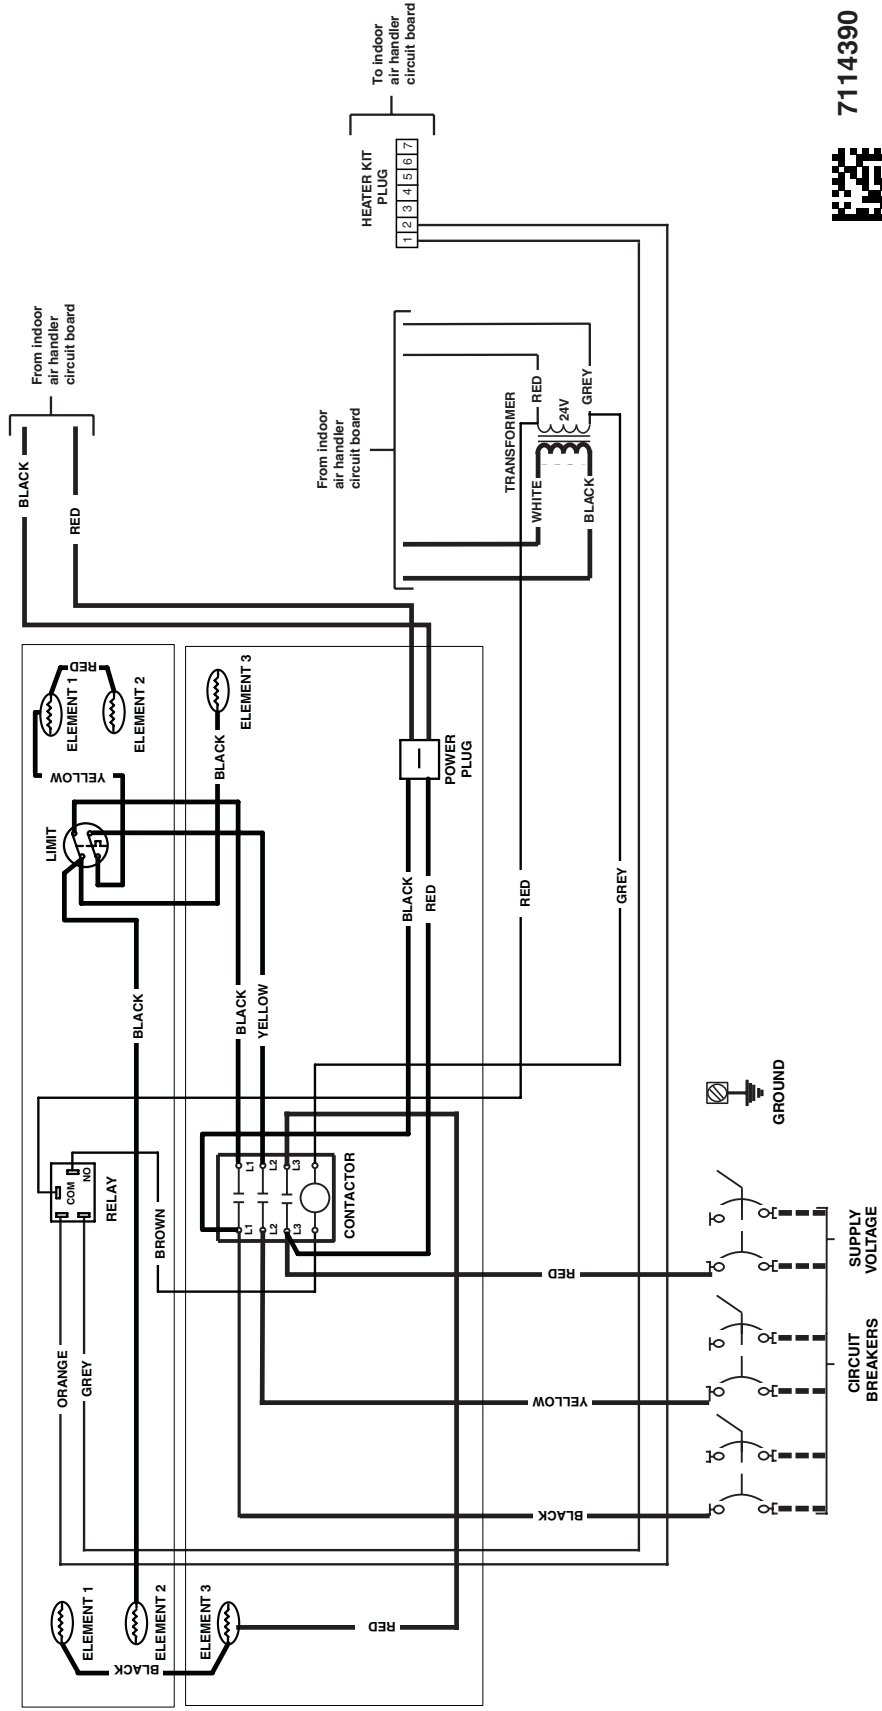 7114390
To indoor
air handler
circuit board
HEATER KIT
PLUG
1 2 3 4 5 6 7
From indoor
air handler
circuit board
BLACK
RED
From indoor
air handler
circuit board
TRANSFORMER
RED
GREY
24V
WHITE
BLACK
RED
ELEMENT 1
ELEMENT 2
YELLOW
LIMIT
BLACK
ELEMENT 3
POWER
PLUG
BLACK
RED
RED
GREY
BLACK
BLACK
YELLOW
COM
NO
RELAY
BROWN
L1
L2
L3
L1
L2
L3
CONTACTOR
GROUND
ORANGE
GREY
RED
YELLOW
BLACK
SUPPLY
VOLTAGE
CIRCUIT
BREAKERS
ELEMENT 1
ELEMENT 2
ELEMENT 3
BLACK
RED